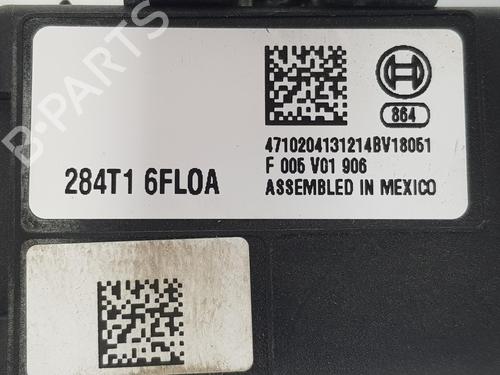 B-PARTS
864
4710204131214BV18051
F 005 V01 906
284T1 6FL0A
ASSEMBLED IN MEXICO